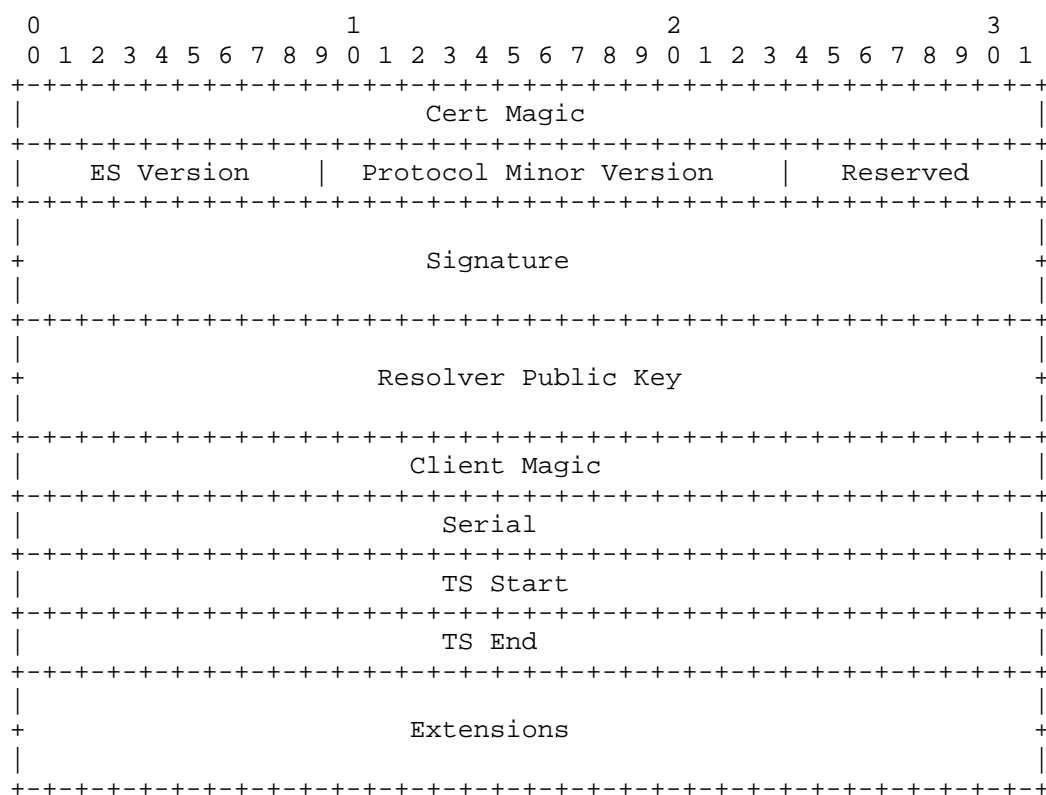 0                   1                   2                   3
 0 1 2 3 4 5 6 7 8 9 0 1 2 3 4 5 6 7 8 9 0 1 2 3 4 5 6 7 8 9 0 1
+-+-+-+-+-+-+-+-+-+-+-+-+-+-+-+-+-+-+-+-+-+-+-+-+-+-+-+-+-+-+-+-+
|                         Cert Magic                            |
+-+-+-+-+-+-+-+-+-+-+-+-+-+-+-+-+-+-+-+-+-+-+-+-+-+-+-+-+-+-+-+-+
|    ES Version    |  Protocol Minor Version    |   Reserved    |
+-+-+-+-+-+-+-+-+-+-+-+-+-+-+-+-+-+-+-+-+-+-+-+-+-+-+-+-+-+-+-+-+
|                                                               |
+                         Signature                             +
|                                                               |
+-+-+-+-+-+-+-+-+-+-+-+-+-+-+-+-+-+-+-+-+-+-+-+-+-+-+-+-+-+-+-+-+
|                                                               |
+                      Resolver Public Key                      +
|                                                               |
+-+-+-+-+-+-+-+-+-+-+-+-+-+-+-+-+-+-+-+-+-+-+-+-+-+-+-+-+-+-+-+-+
|                        Client Magic                           |
+-+-+-+-+-+-+-+-+-+-+-+-+-+-+-+-+-+-+-+-+-+-+-+-+-+-+-+-+-+-+-+-+
|                          Serial                               |
+-+-+-+-+-+-+-+-+-+-+-+-+-+-+-+-+-+-+-+-+-+-+-+-+-+-+-+-+-+-+-+-+
|                          TS Start                             |
+-+-+-+-+-+-+-+-+-+-+-+-+-+-+-+-+-+-+-+-+-+-+-+-+-+-+-+-+-+-+-+-+
|                          TS End                               |
+-+-+-+-+-+-+-+-+-+-+-+-+-+-+-+-+-+-+-+-+-+-+-+-+-+-+-+-+-+-+-+-+
|                                                               |
+                        Extensions                             +
|                                                               |
+-+-+-+-+-+-+-+-+-+-+-+-+-+-+-+-+-+-+-+-+-+-+-+-+-+-+-+-+-+-+-+-+